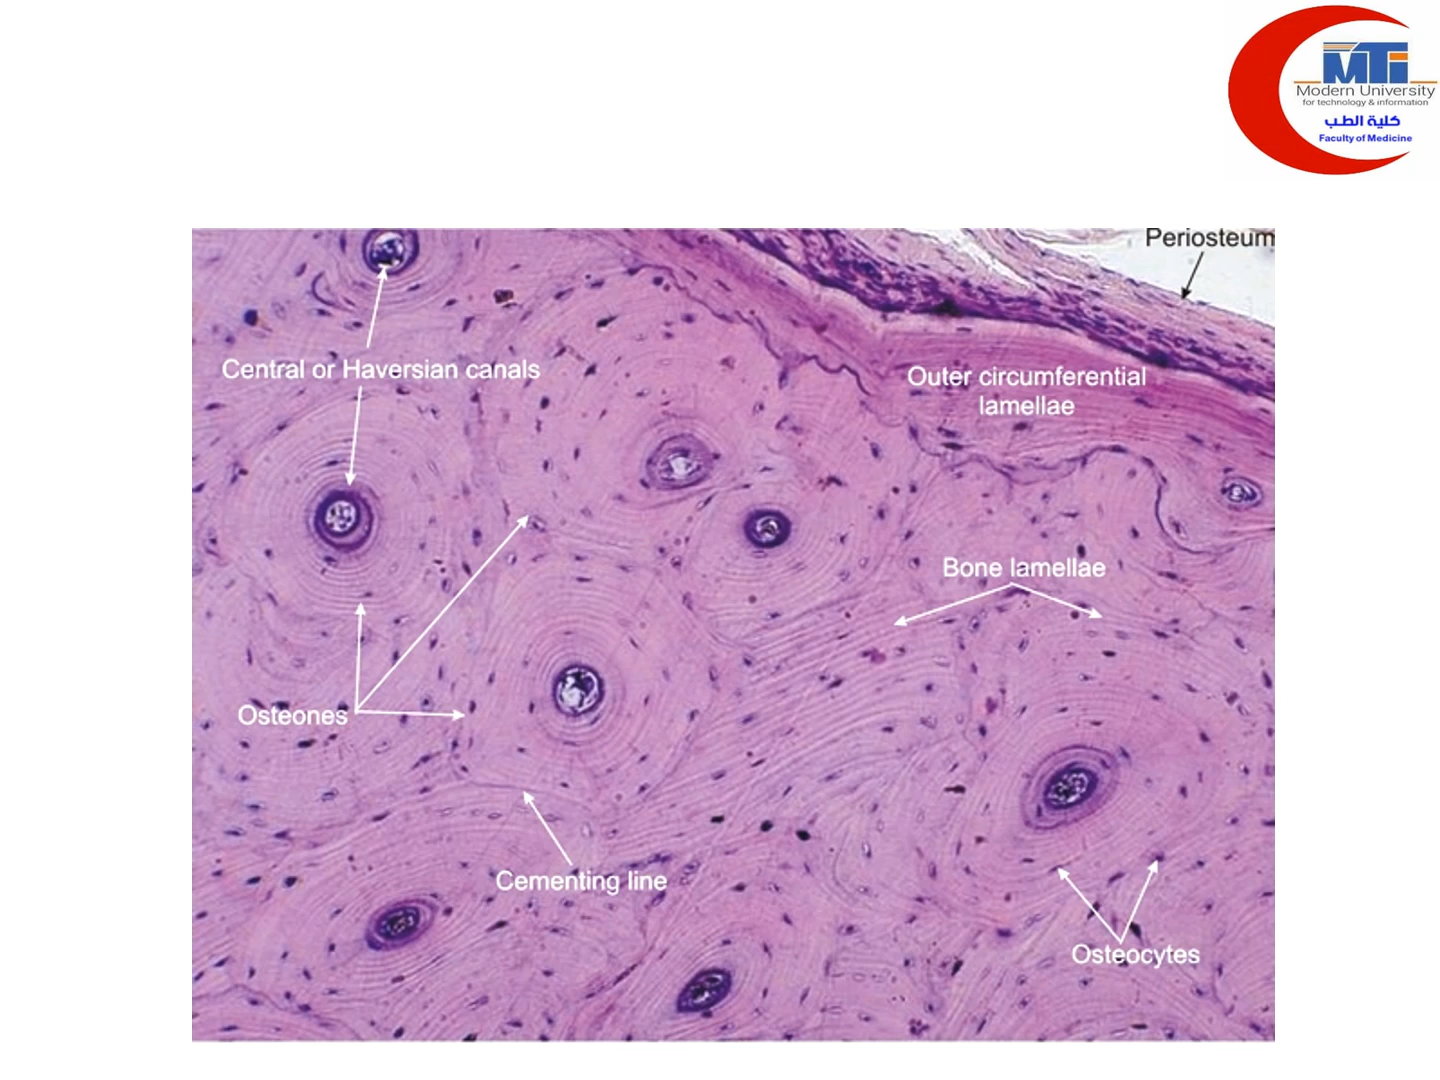 MTi
Modern University
for technology & information
كلية الطب
Faculty of Medicine
Periosteum
Central or Haversian canals
Outer circumferential
lamellae
Bone lamellae
Osteones
Cementing line
Osteocytes